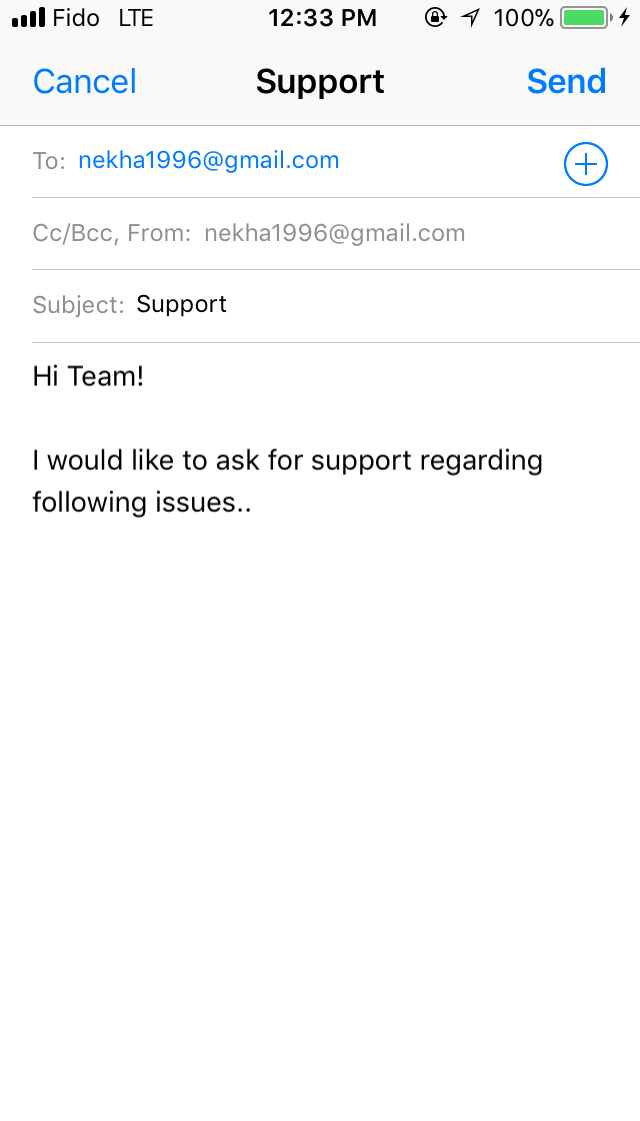 Fido LTE 12:33 PM 100%
Cancel Support Send
To: nekha1996@gmail.com
Cc/Bcc, From: nekha1996@gmail.com
Subject: Support
Hi Team!
I would like to ask for support regarding
following issues..